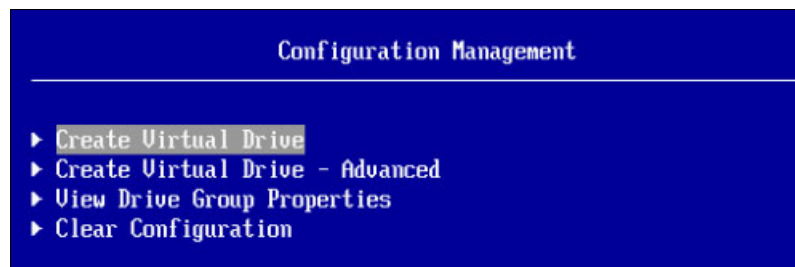 Configuration Management
Create Virtual Drive
Create Virtual Drive - Advanced
View Drive Group Properties
Clear Configuration